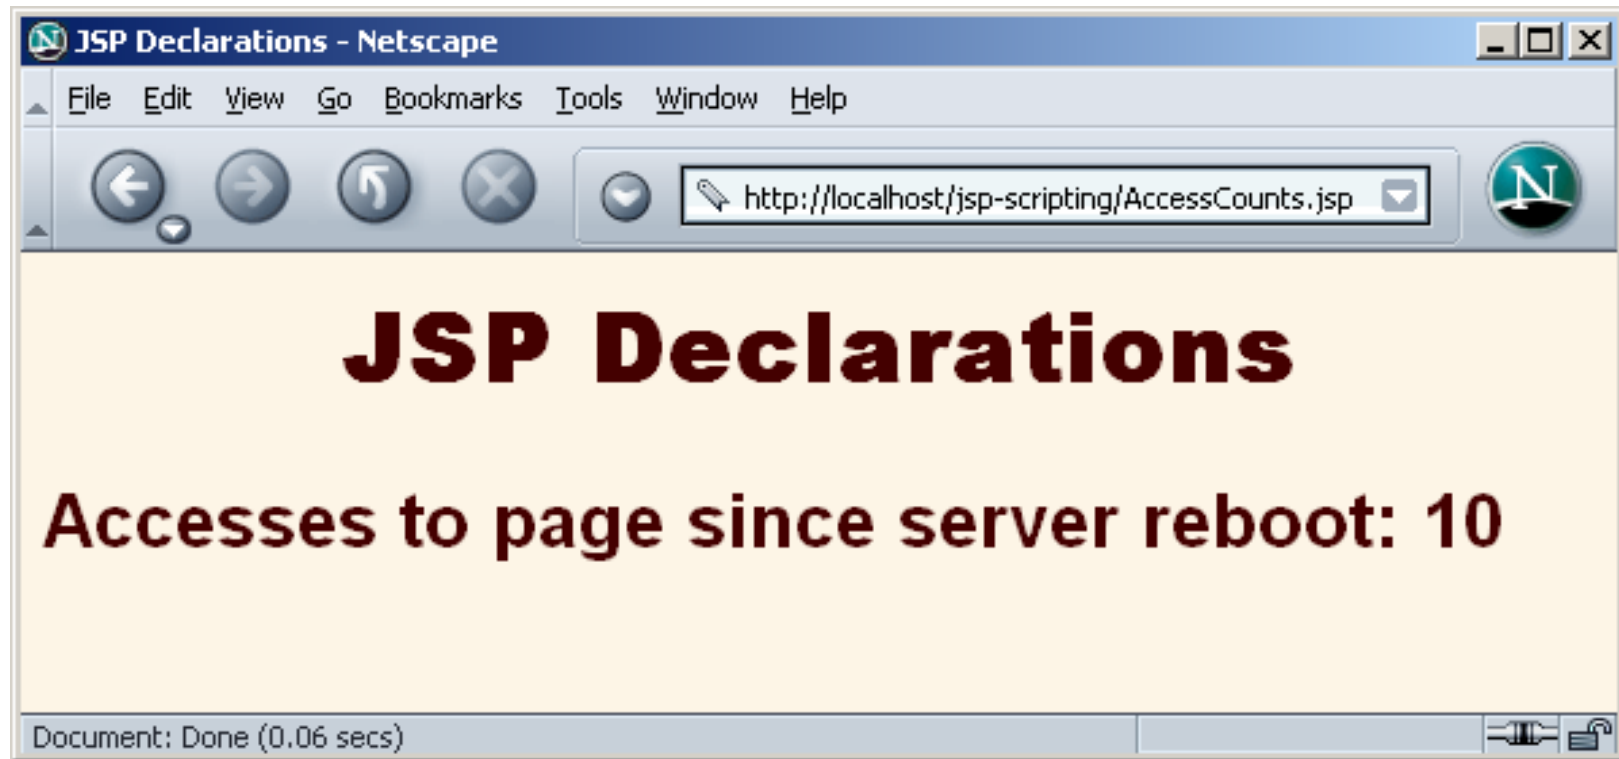 JSP Declarations - Netscape
File Edit View Go Bookmarks Tools Window Help
http://localhost/jsp-scripting/AccessCounts.jsp
N
JSP Declarations
Accesses to page since server reboot: 10
Document: Done (0.06 secs)